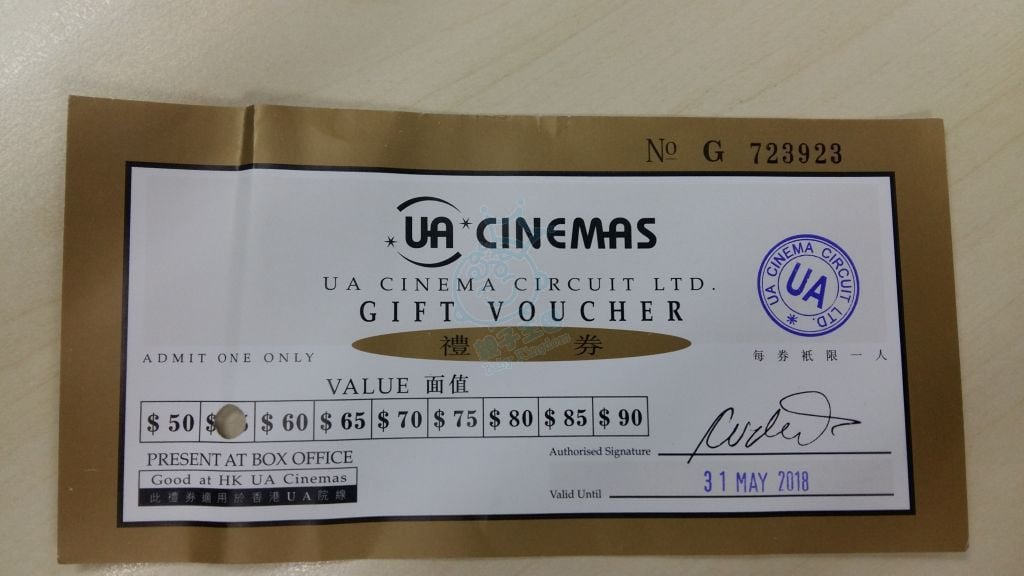 No G 723923
UA CINEMAS
UA CINEMA CIRCUIT LTD.
GIFT VOUCHER
禮券
UA CINEMA CIRCUIT LTD.
UA
ADMIT ONE ONLY
每券衹限一人
VALUE 面值
$ 50 $ $ 60 $ 65 $ 70 $ 75 $ 80 $ 85 $ 90
PRESENT AT BOX OFFICE
Good at HK UA Cinemas
此禮券適用於香港UA院線
Authorised Signature
Valid Until 31 MAY 2018